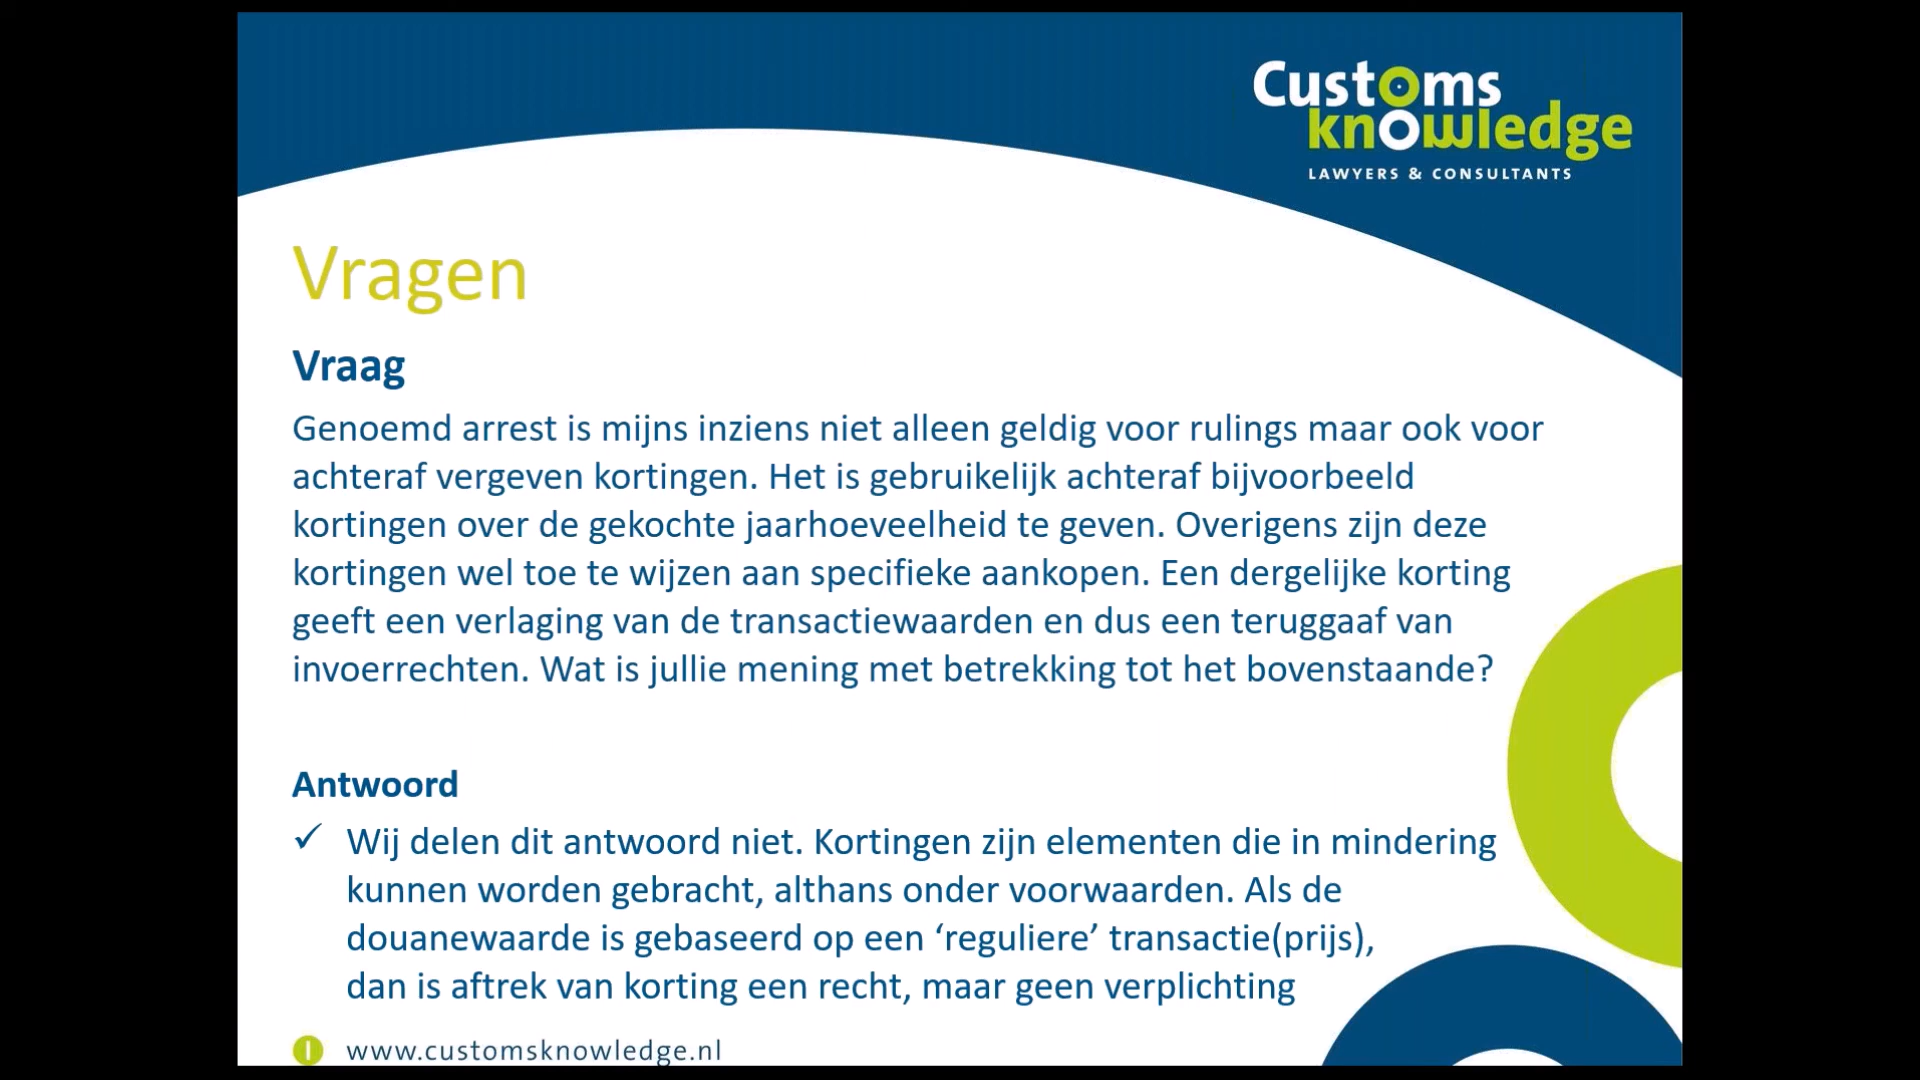 Customs
knowledge
LAWYERS & CONSULTANTS
Vragen
Vraag
Genoemd arrest is mijns inziens niet alleen geldig voor rulings maar ook voor
achteraf vergeven kortingen. Het is gebruikelijk achteraf bijvoorbeeld
kortingen over de gekochte jaarhoeveelheid te geven. Overigens zijn deze
kortingen wel toe te wijzen aan specifieke aankopen. Een dergelijke korting
geeft een verlaging van de transactiewaarden en dus een teruggaaf van
invoerrechten. Wat is jullie mening met betrekking tot het bovenstaande?
Antwoord
✓ Wij delen dit antwoord niet. Kortingen zijn elementen die in mindering
kunnen worden gebracht, althans onder voorwaarden. Als de
douanewaarde is gebaseerd op een ‘reguliere’ transactie(prijs),
dan is aftrek van korting een recht, maar geen verplichting
www.customsknowledge.nl